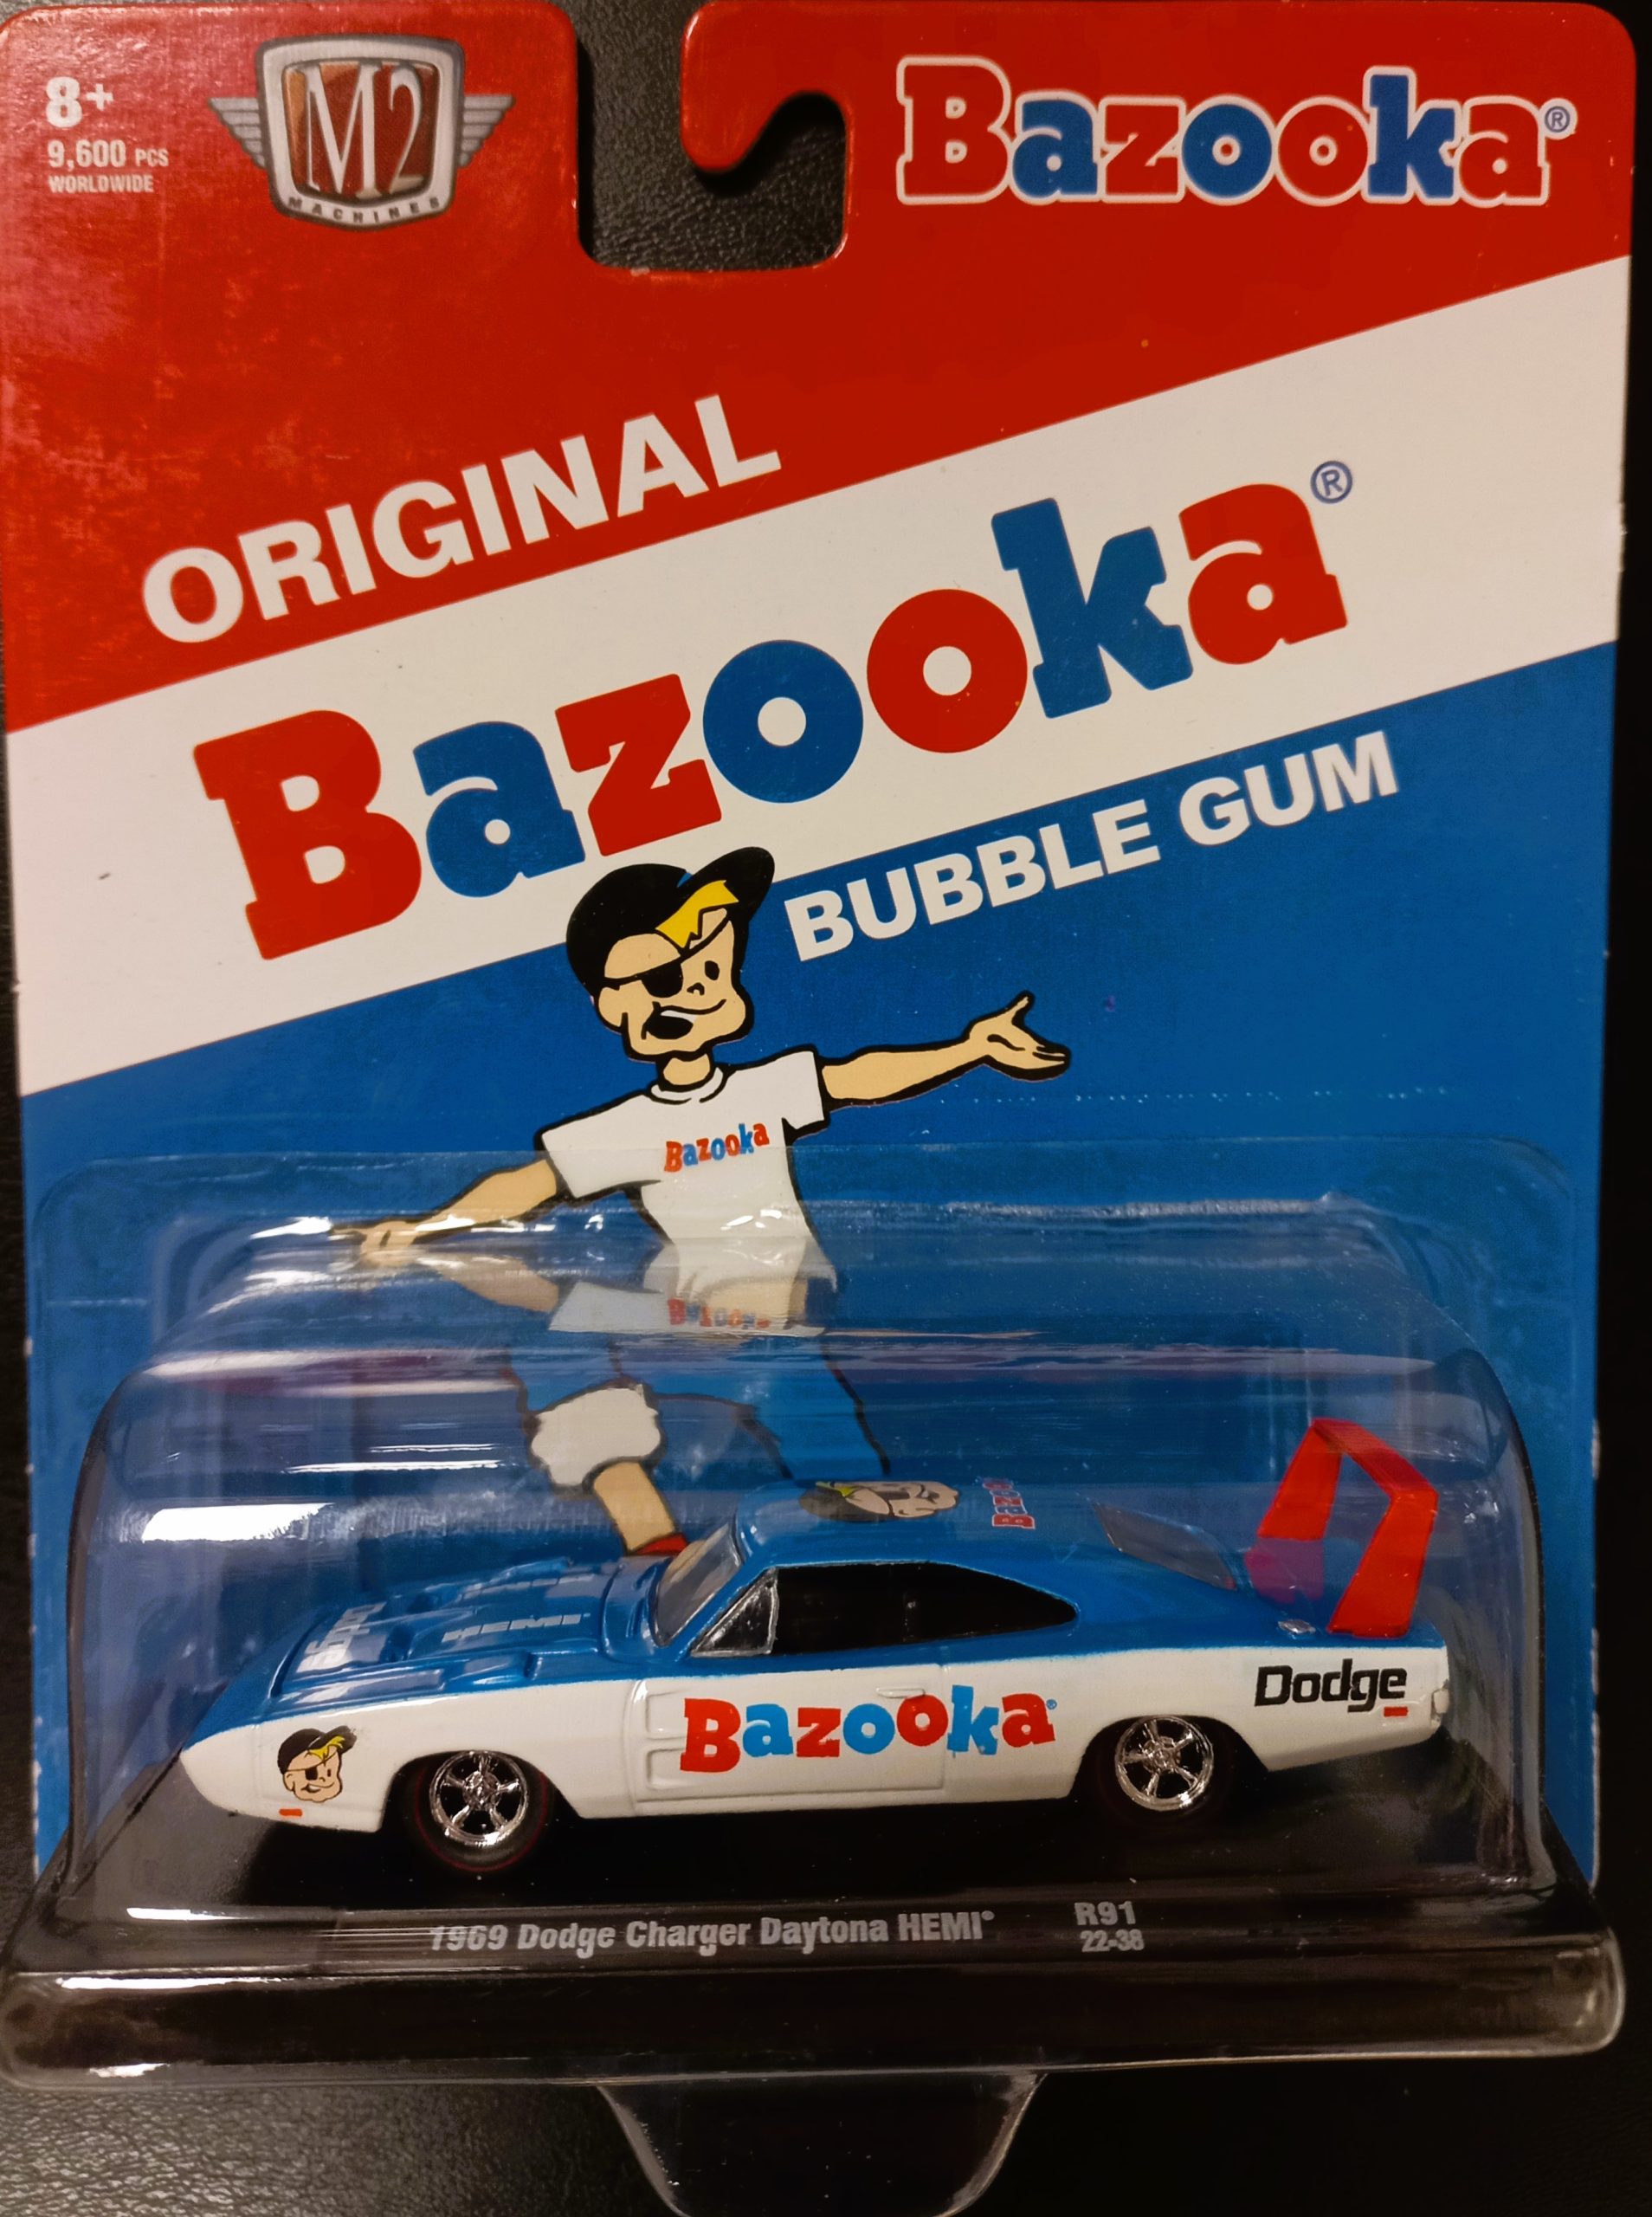 8+
9,600 PCS
WORLDWIDE
M2
MACHINES
Bazooka®
ORIGINAL
Bazooka®
BUBBLE GUM
Bazooka
Dodge
HEMI
Bazooka®
Dodge
1969 Dodge Charger Daytona HEMI®
R91
22-38